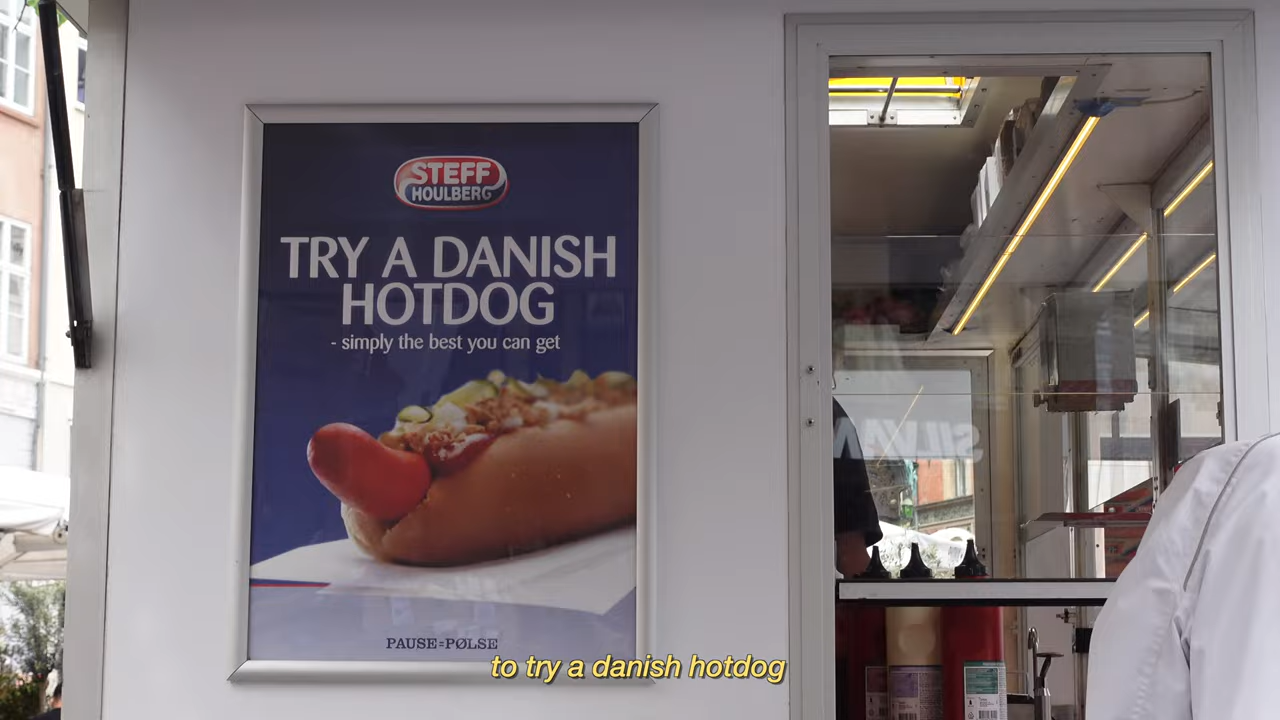 STEFF
HOULBERG
TRY A DANISH
HOTDOG
- simply the best you can get
PAUSE=PØLSE
to try a danish hotdog